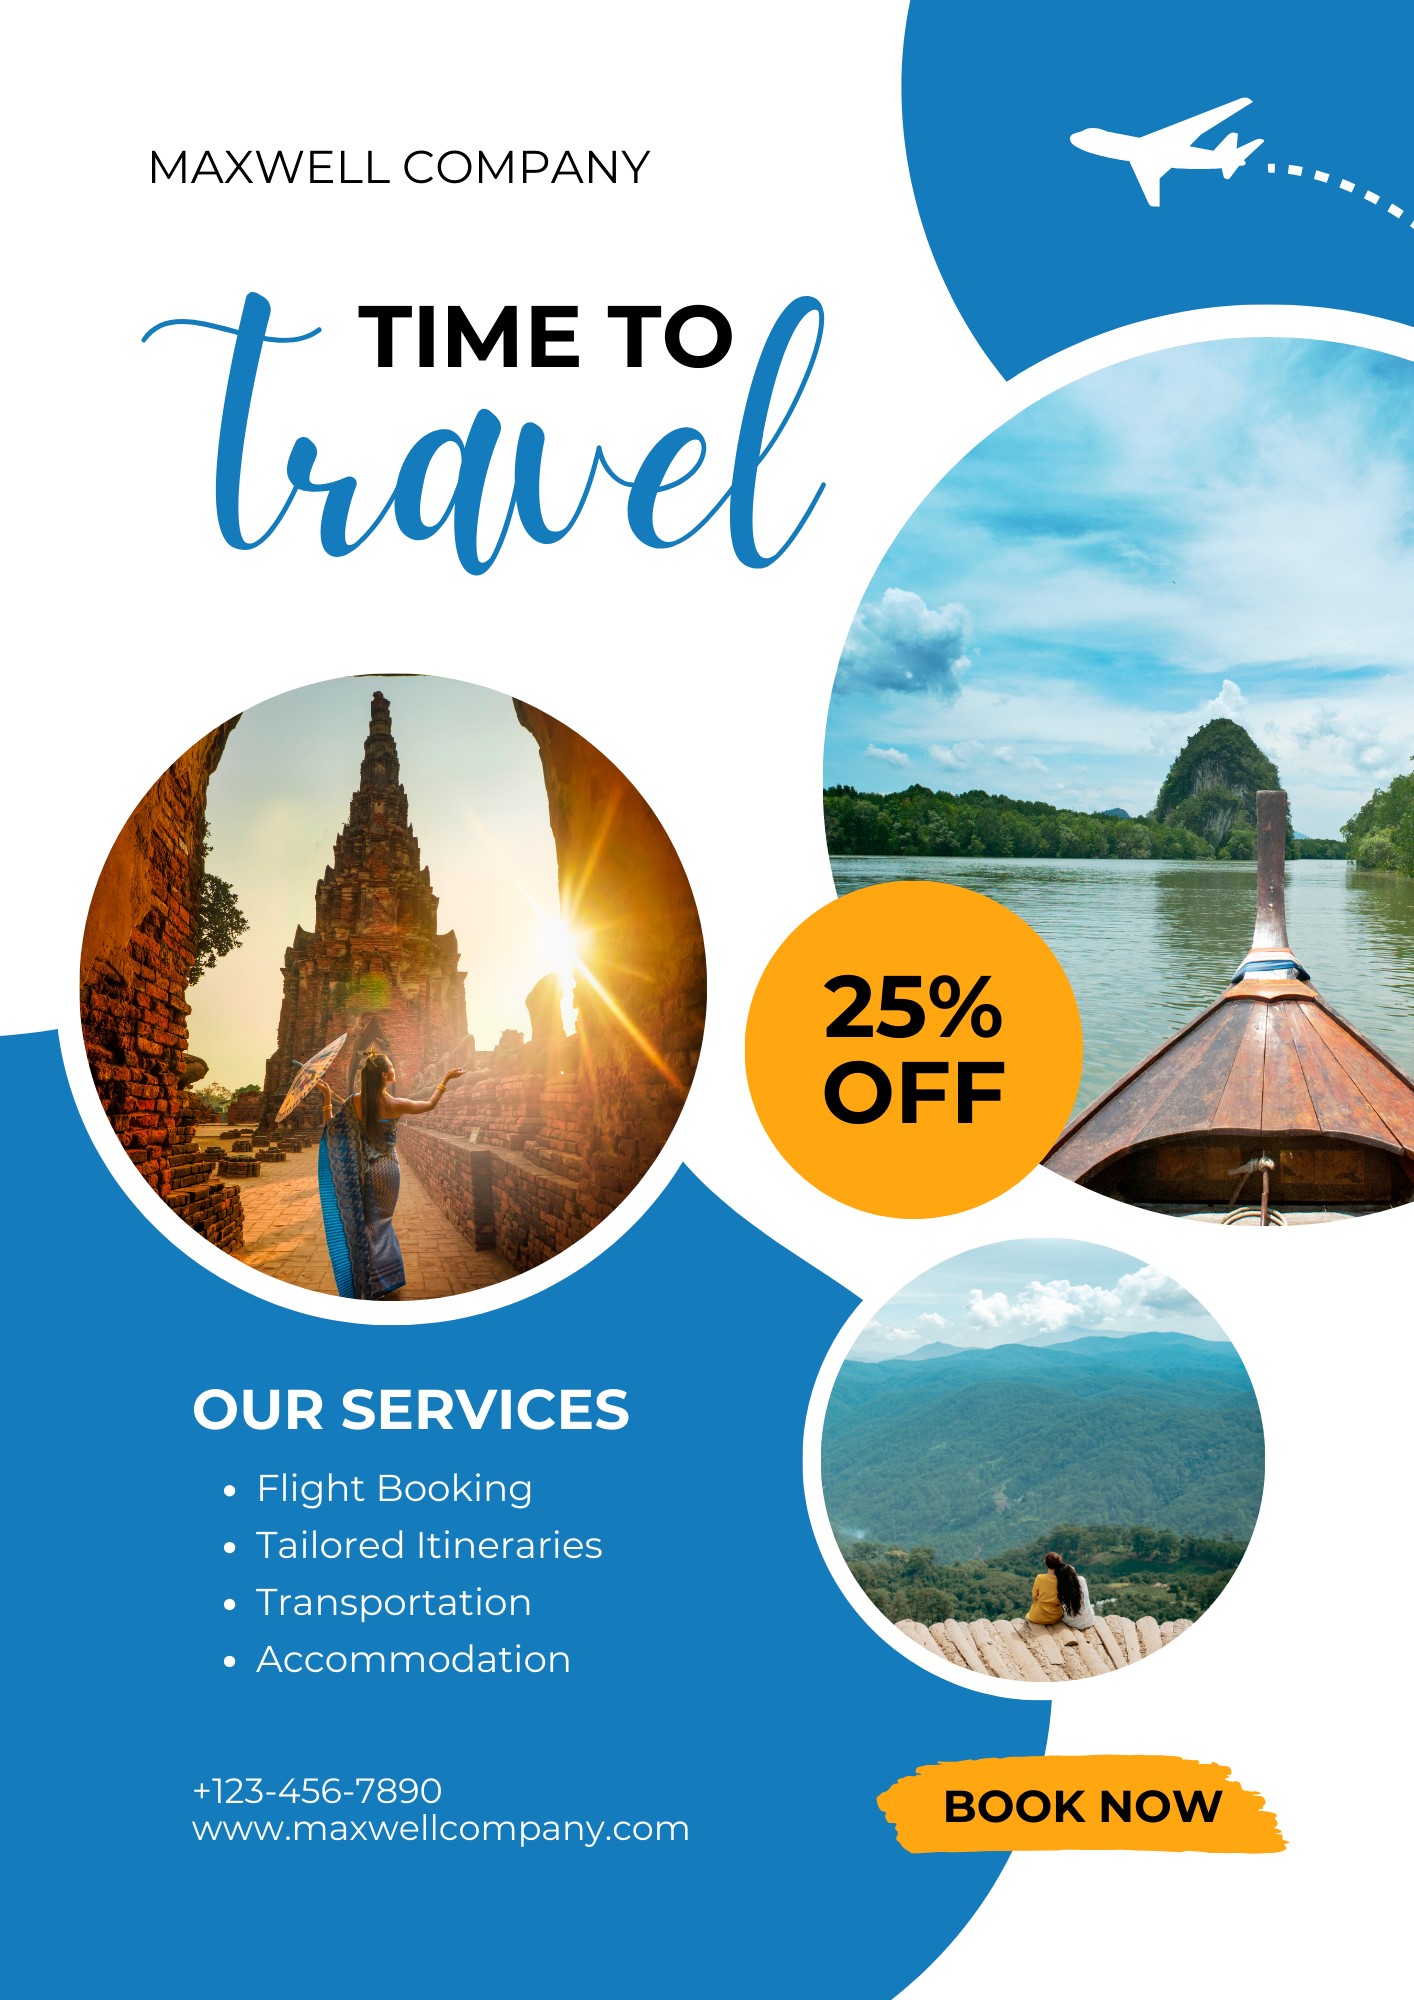 MAXWELL COMPANY
TIME TO
travel
25%
OFF
OUR SERVICES
• Flight Booking
• Tailored Itineraries
• Transportation
• Accommodation
+123-456-7890
www.maxwellcompany.com
BOOK NOW